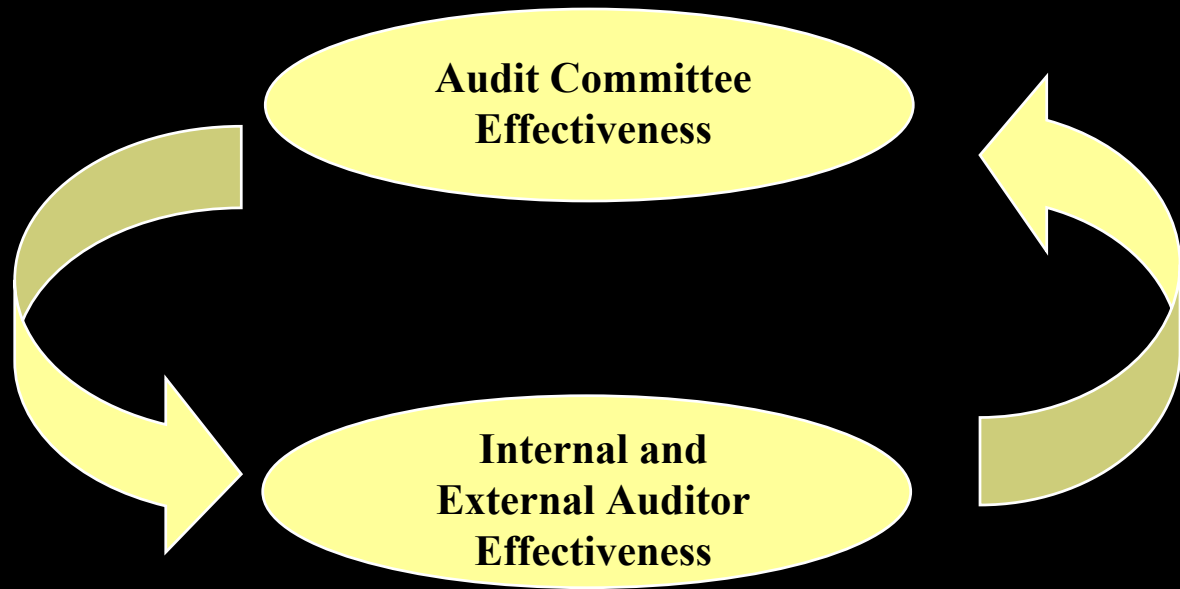 Audit Committee
Effectiveness
Internal and
External Auditor
Effectiveness